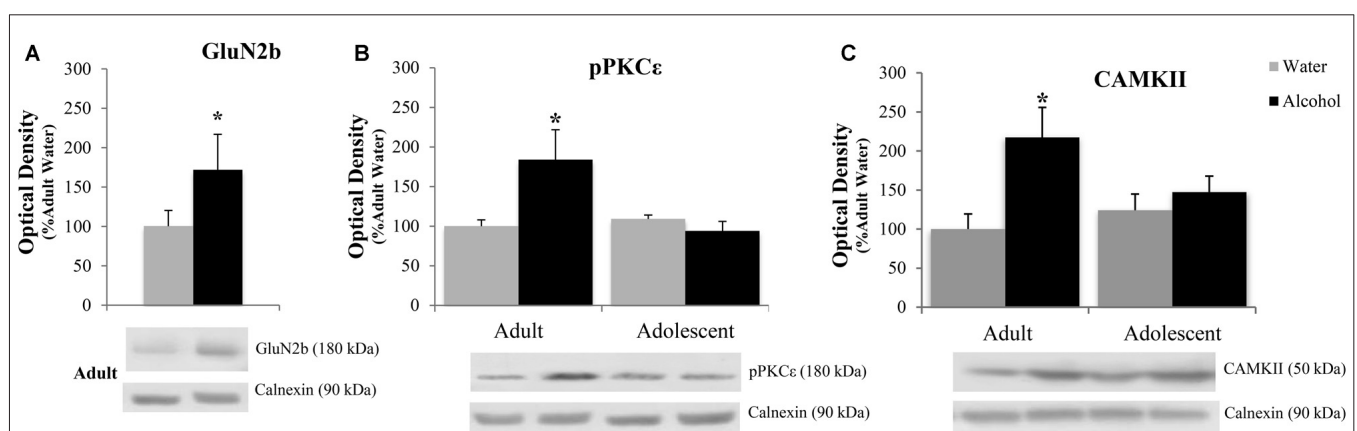 A
GluN2b
300
250
200
150
100
50
0
Optical Density
(%Adult Water)
*
Adult
GluN2b (180 kDa)
Calnexin (90 kDa)
B
pPKCε
300
250
200
150
100
50
0
Optical Density
(%Adult Water)
*
Adult Adolescent
pPKCε (180 kDa)
Calnexin (90 kDa)
C
CAMKII
300
250
200
150
100
50
0
Optical Density
(%Adult Water)
*
Water
Alcohol
Adult Adolescent
CAMKII (50 kDa)
Calnexin (90 kDa)